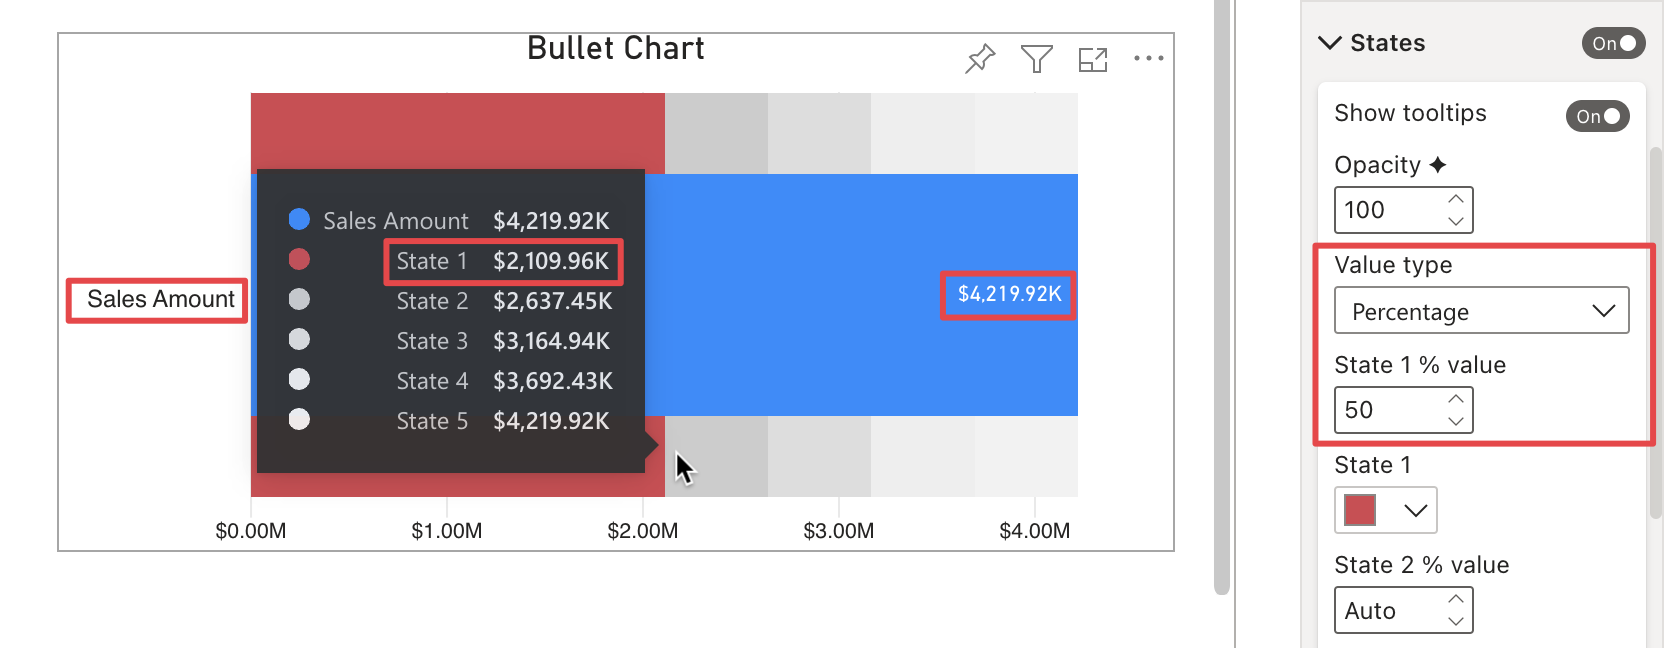 Bullet Chart
Sales Amount $4,219.92K
State 1 $2,109.96K
State 2 $2,637.45K
State 3 $3,164.94K
State 4 $3,692.43K
State 5 $4,219.92K
Sales Amount
$4,219.92K
$0.00M $1.00M $2.00M $3.00M $4.00M
States On
Show tooltips On
Opacity
100
Value type
Percentage
State 1 % value
50
State 1
State 2 % value
Auto